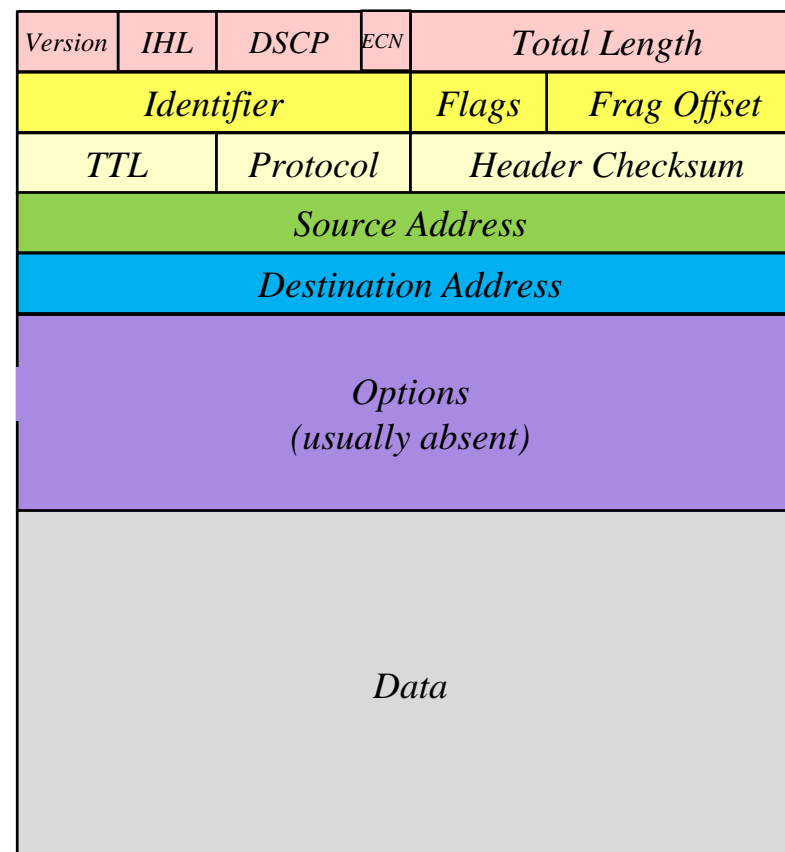 Version IHL DSCP ECN Total Length
Identifier Flags Frag Offset
TTL Protocol Header Checksum
Source Address
Destination Address
Options
(usually absent)
Data